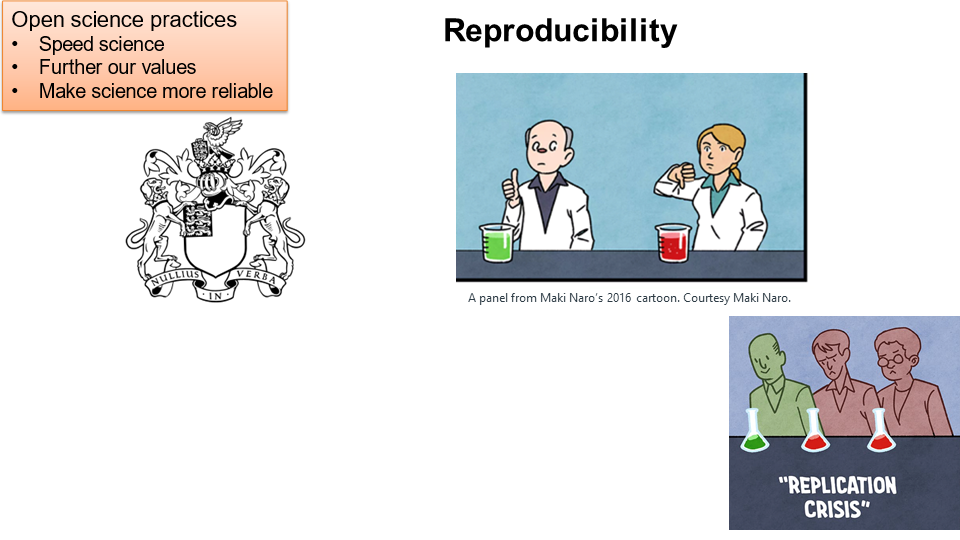 Open science practices
• Speed science
• Further our values
• Make science more reliable
Reproducibility
NULLIUS IN VERBA
A panel from Maki Naro's 2016 cartoon. Courtesy Maki Naro.
"REPLICATION
CRISIS"